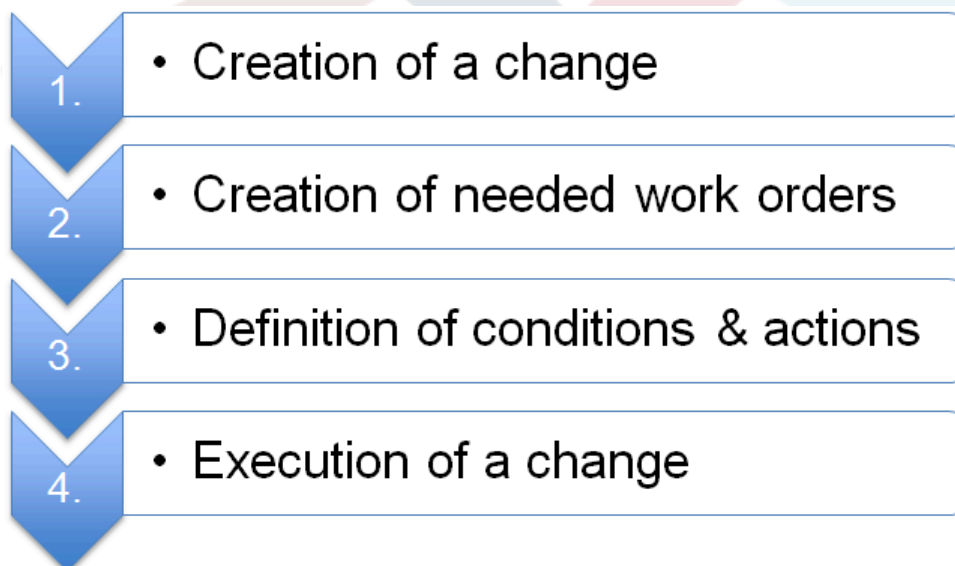 1. • Creation of a change
2. • Creation of needed work orders
3. • Definition of conditions & actions
4. • Execution of a change